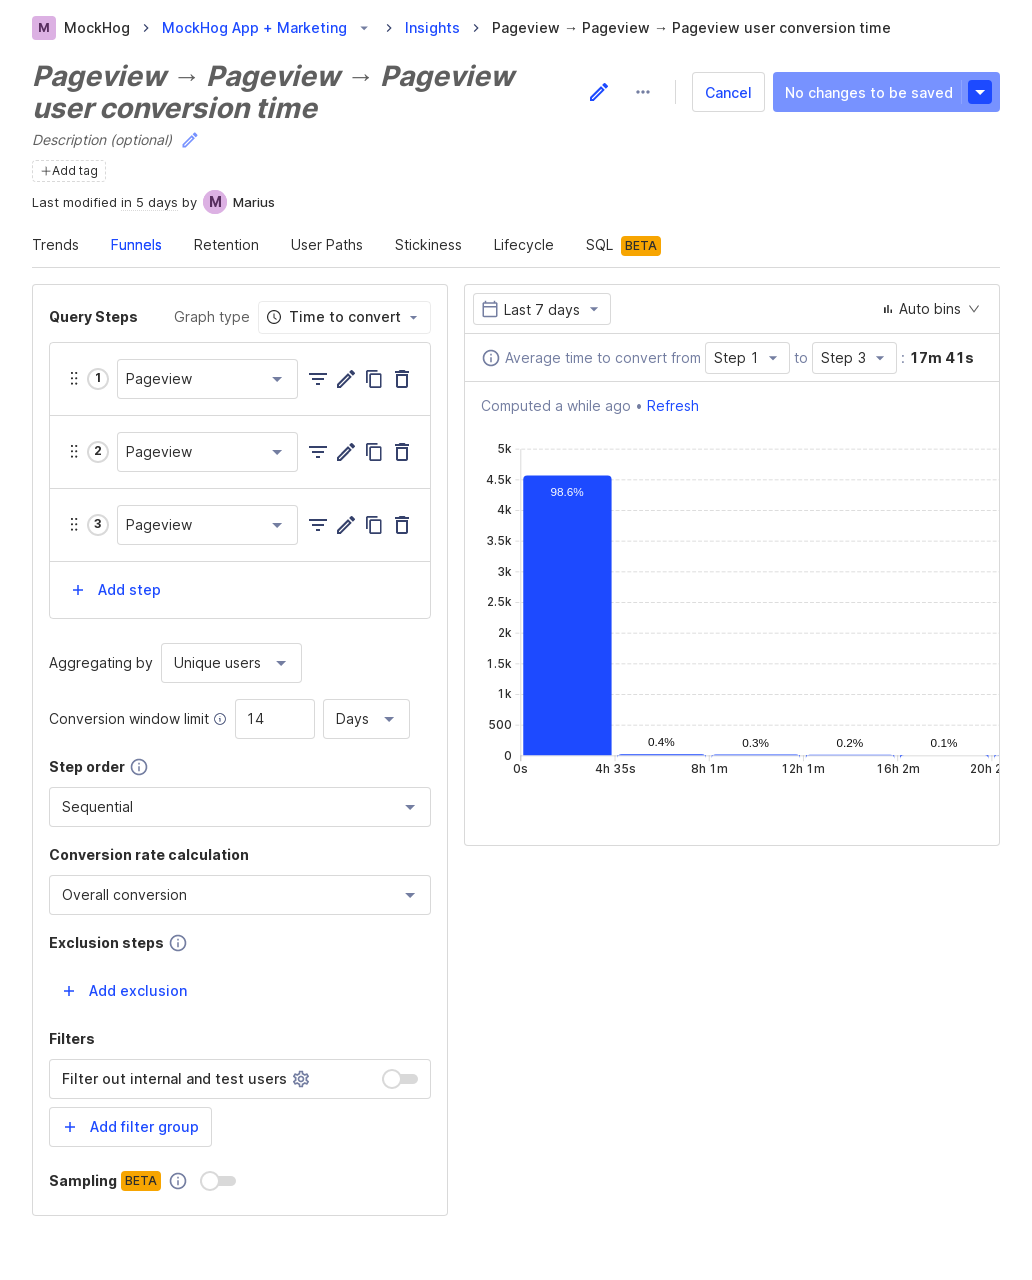 M MockHog > MockHog App + Marketing > Insights > Pageview → Pageview → Pageview user conversion time
Pageview → Pageview → Pageview
user conversion time
Cancel
No changes to be saved
Description (optional)
+Add tag
Last modified in 5 days by M Marius
Trends Funnels Retention User Paths Stickiness Lifecycle SQL BETA
Query Steps Graph type Time to convert
1 Pageview
2 Pageview
3 Pageview
+ Add step
Aggregating by Unique users
Conversion window limit 14 Days
Step order
Sequential
Conversion rate calculation
Overall conversion
Exclusion steps
+ Add exclusion
Filters
Filter out internal and test users
+ Add filter group
Sampling BETA
Last 7 days Auto bins
Average time to convert from Step 1 to Step 3 : 17m 41s
Computed a while ago • Refresh
5k
4.5k
98.6%
4k
3.5k
3k
2.5k
2k
1.5k
1k
500
0.4% 0.3% 0.2% 0.1%
0
0s 4h 35s 8h 1m 12h 1m 16h 2m 20h 2